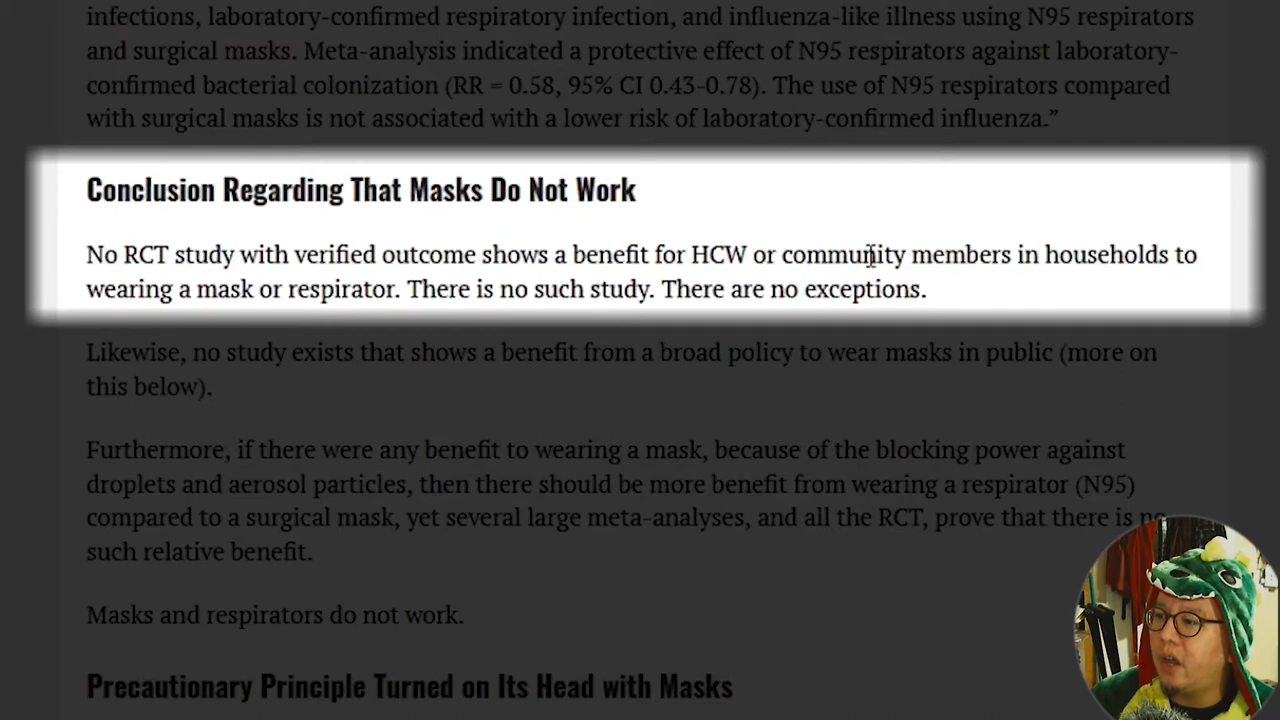 infections, laboratory-confirmed respiratory infection, and influenza-like illness using N95 respirators
and surgical masks. Meta-analysis indicated a protective effect of N95 respirators against laboratory-
confirmed bacterial colonization (RR = 0.58, 95% CI 0.43-0.78). The use of N95 respirators compared
with surgical masks is not associated with a lower risk of laboratory-confirmed influenza.”
Conclusion Regarding That Masks Do Not Work
No RCT study with verified outcome shows a benefit for HCW or community members in households to
wearing a mask or respirator. There is no such study. There are no exceptions.
Likewise, no study exists that shows a benefit from a broad policy to wear masks in public (more on
this below).
Furthermore, if there were any benefit to wearing a mask, because of the blocking power against
droplets and aerosol particles, then there should be more benefit from wearing a respirator (N95)
compared to a surgical mask, yet several large meta-analyses, and all the RCT, prove that there is no
such relative benefit.
Masks and respirators do not work.
Precautionary Principle Turned on Its Head with Masks